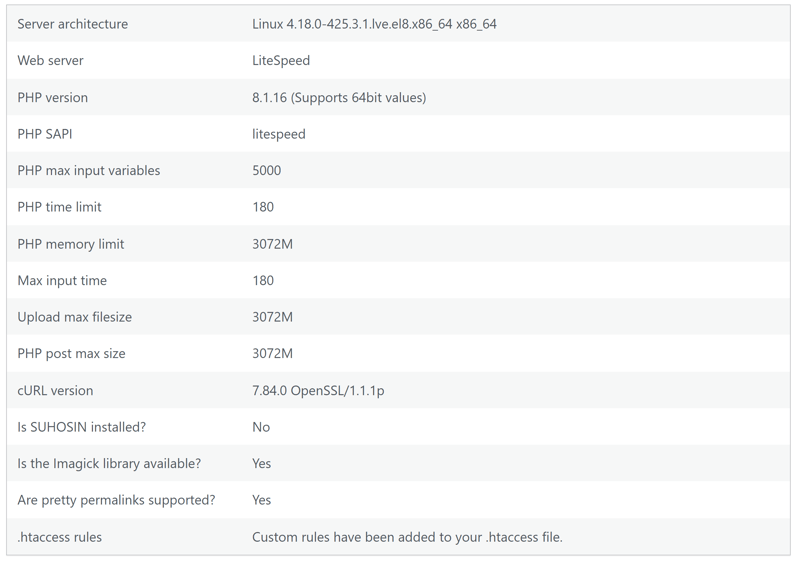 Server architecture Linux 4.18.0-425.3.1.lve.el8.x86_64 x86_64
Web server LiteSpeed
PHP version 8.1.16 (Supports 64bit values)
PHP SAPI litespeed
PHP max input variables 5000
PHP time limit 180
PHP memory limit 3072M
Max input time 180
Upload max filesize 3072M
PHP post max size 3072M
cURL version 7.84.0 OpenSSL/1.1.1p
Is SUHOSIN installed? No
Is the Imagick library available? Yes
Are pretty permalinks supported? Yes
.htaccess rules Custom rules have been added to your .htaccess file.